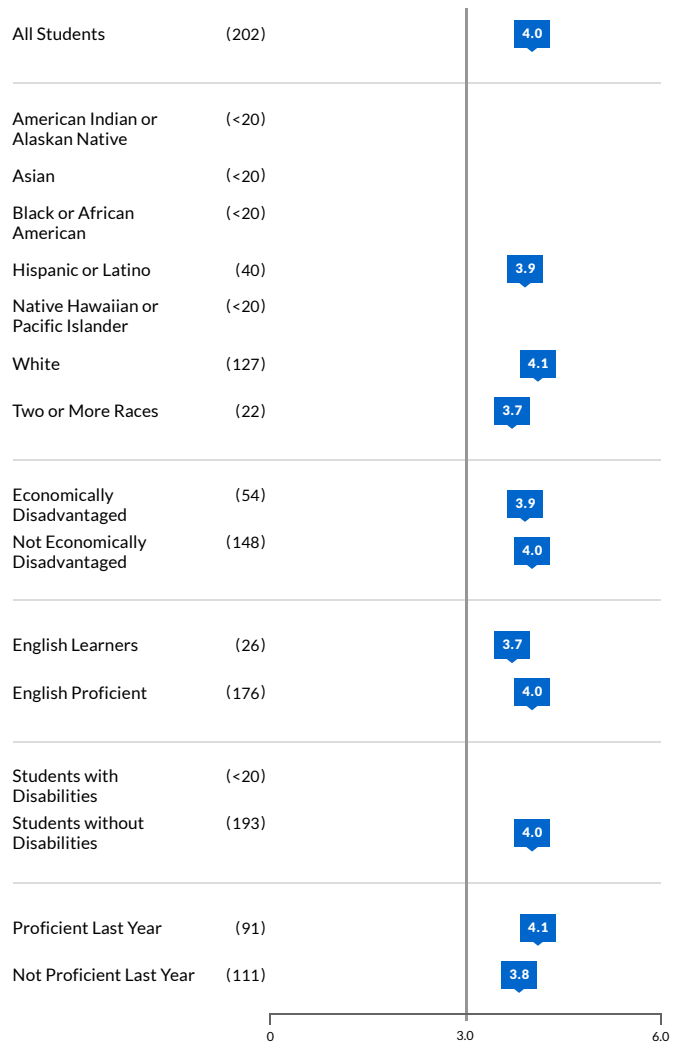 All Students (202) 4.0
American Indian or (<20)
Alaskan Native
Asian (<20)
Black or African (<20)
American
Hispanic or Latino (40) 3.9
Native Hawaiian or (<20)
Pacific Islander
White (127) 4.1
Two or More Races (22) 3.7
Economically (54) 3.9
Disadvantaged
Not Economically (148) 4.0
Disadvantaged
English Learners (26) 3.7
English Proficient (176) 4.0
Students with (<20)
Disabilities
Students without (193) 4.0
Disabilities
Proficient Last Year (91) 4.1
Not Proficient Last Year (111) 3.8
0 3.0 6.0